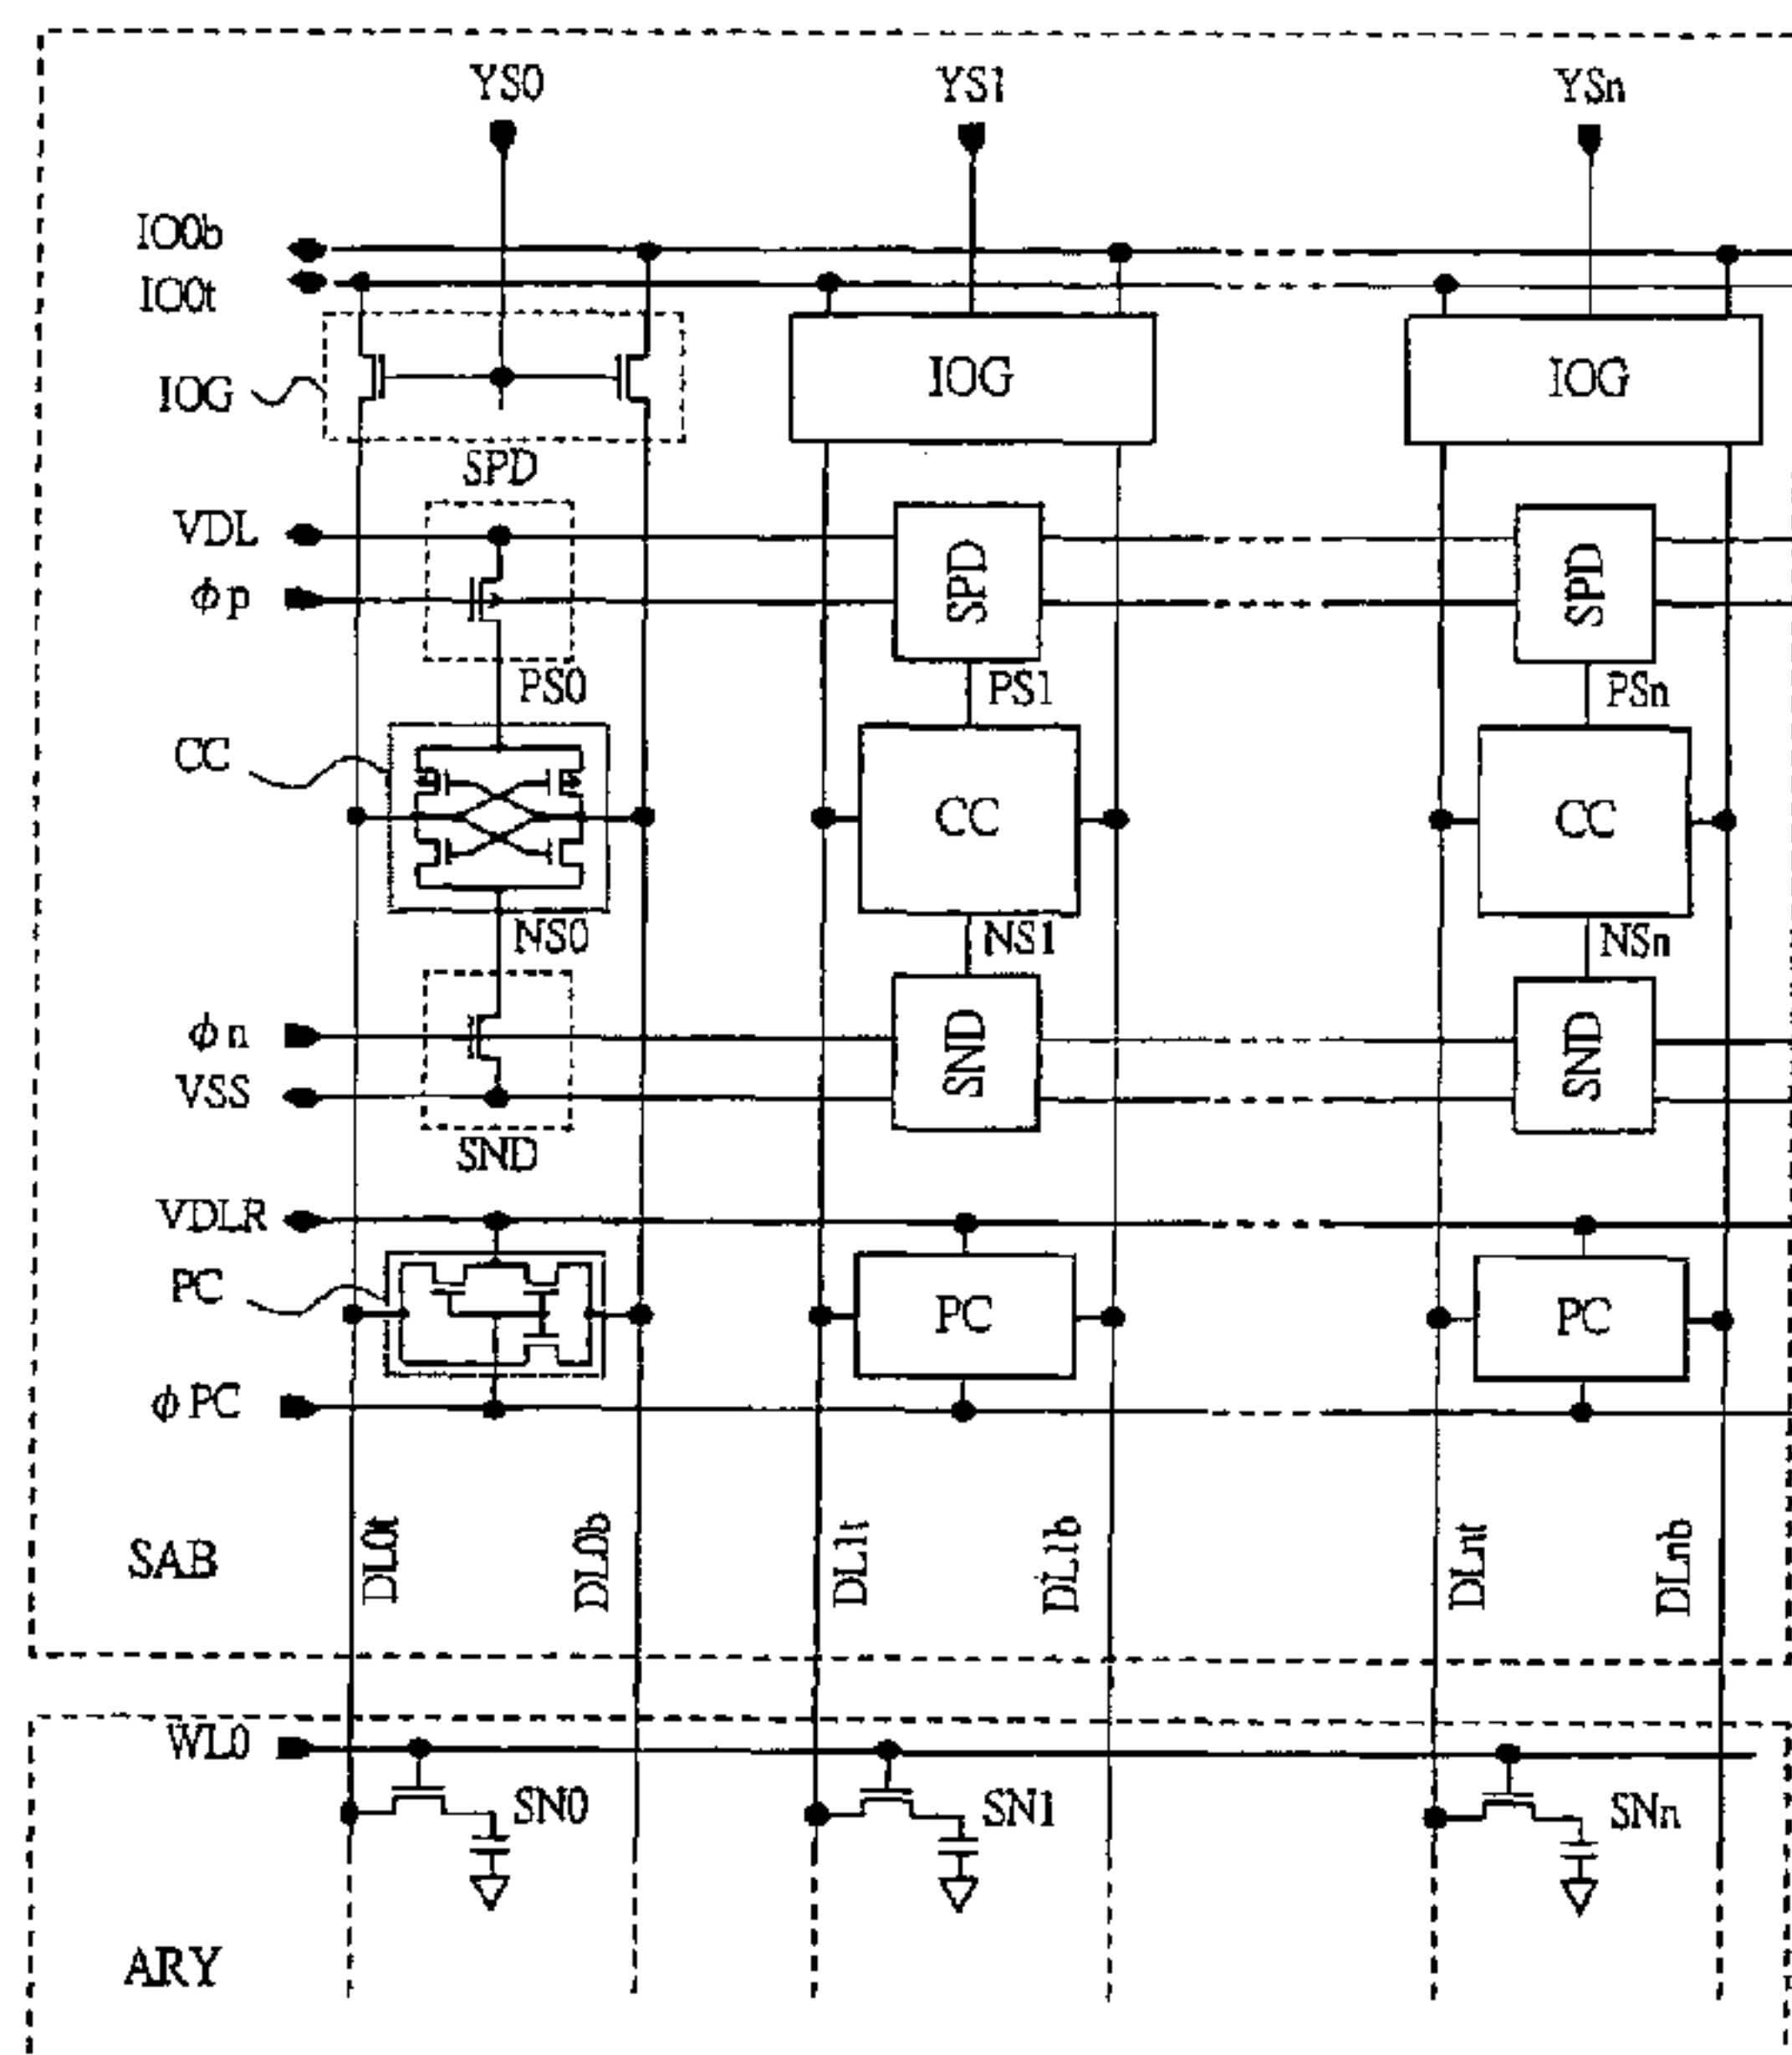 YS0 YS1 YSn
IO0b
IO0t
IOG IOG IOG
SPD
VDL SPD SPD
ϕp
PS0 PS1 PSn
CC CC CC
NS0 NS1 NSn
ϕn SND SND
VSS
SND
VDLR
PC PC PC
ϕPC
SAB DL0t DL0b DL1t DL1b DLnt DLnb
WL0
SN0 SN1 SNn
ARY